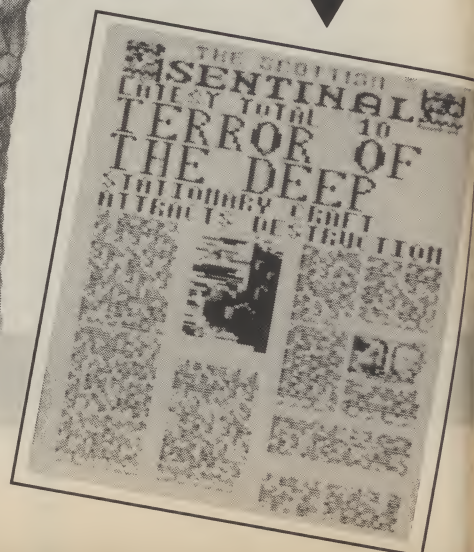 THE SCOTTISH
SENTINAL
LATEST TOTAL 10
TERROR OF
THE DEEP
STATIONARY CRAFT
ATTRACTS DESTRUCTION